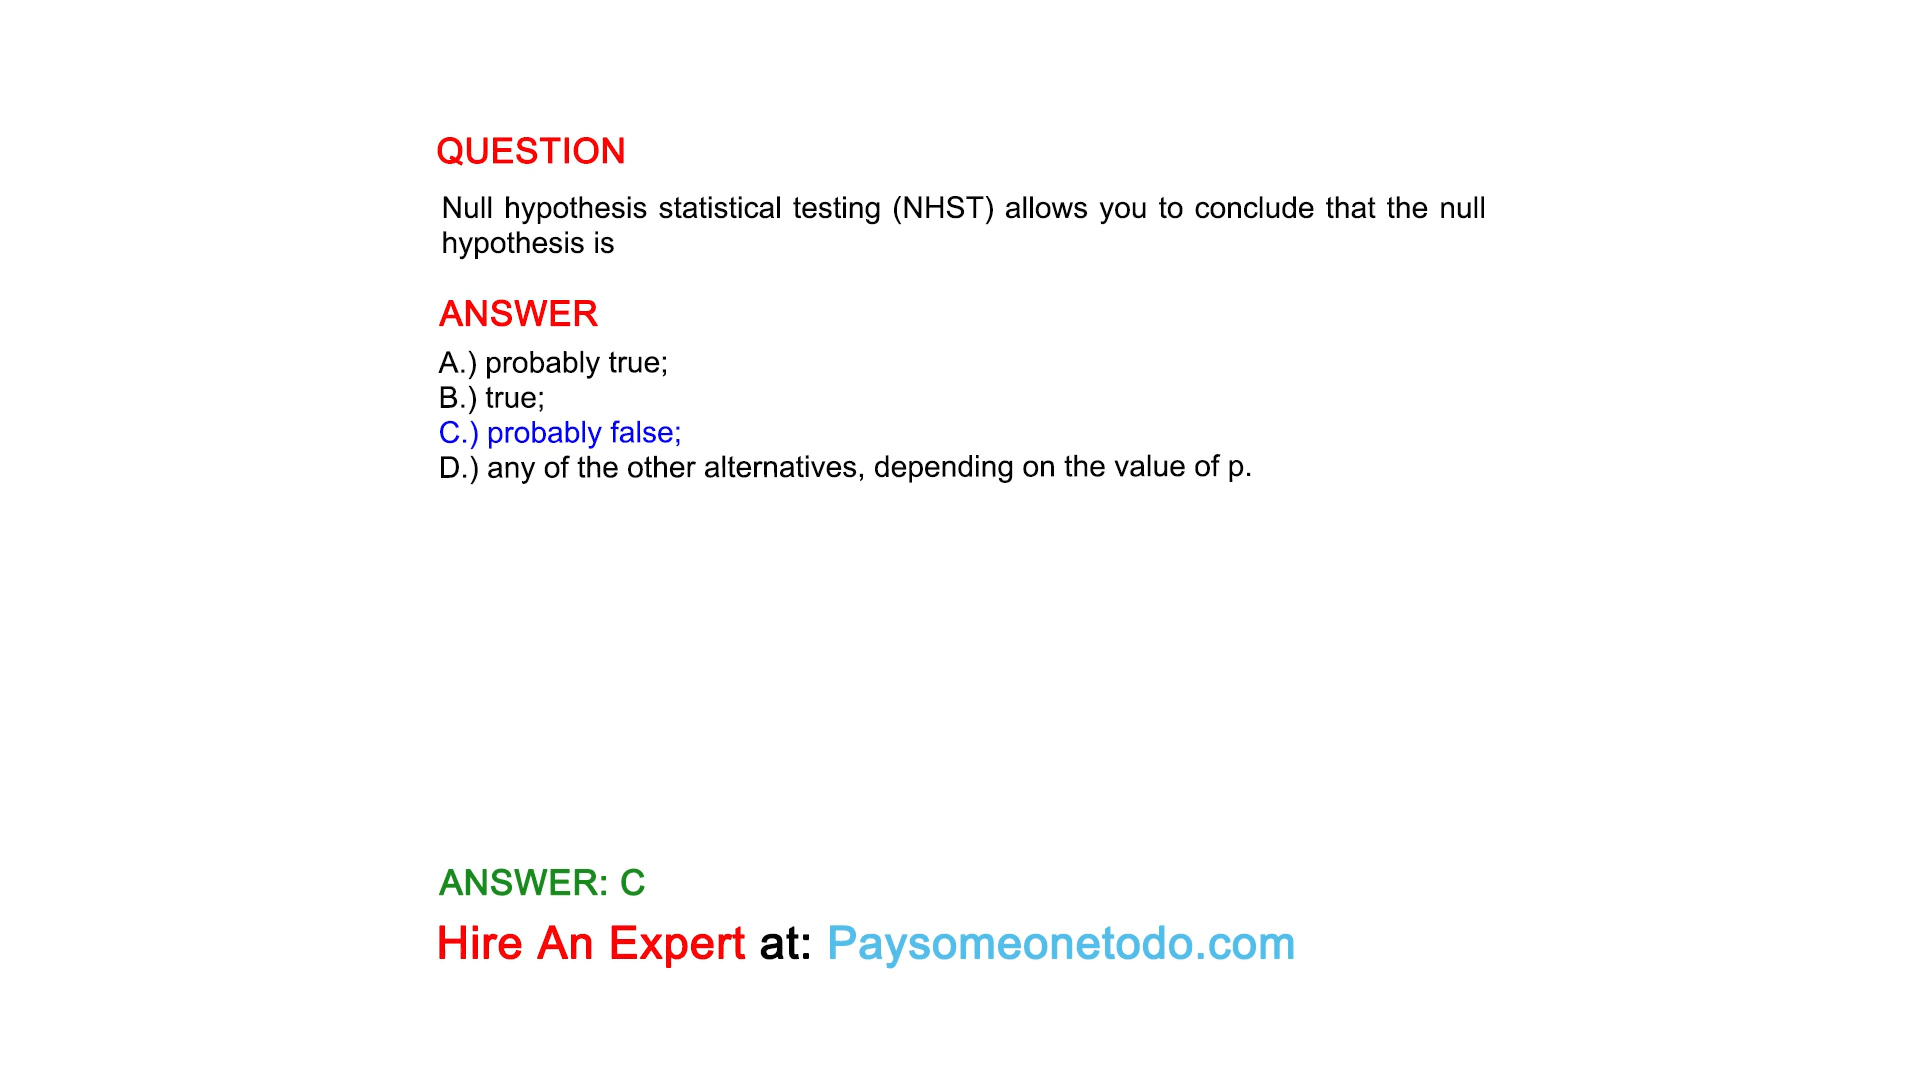 QUESTION
Null hypothesis statistical testing (NHST) allows you to conclude that the null
hypothesis is
ANSWER
A.) probably true;
B.) true;
C.) probably false;
D.) any of the other alternatives, depending on the value of p.
ANSWER: C
Hire An Expert at: Paysomeonetodo.com